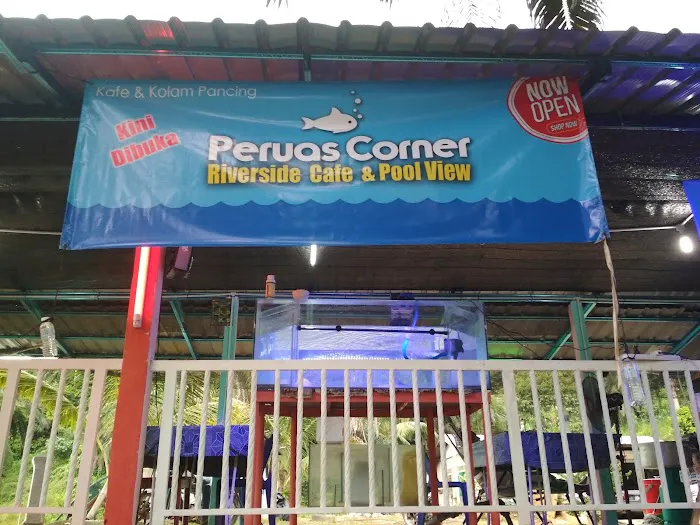 Kafe & Kolam Pancing
Kini
Dibuka
Peruas Corner
Riverside Cafe & Pool View
NOW
OPEN
SHOP NOW